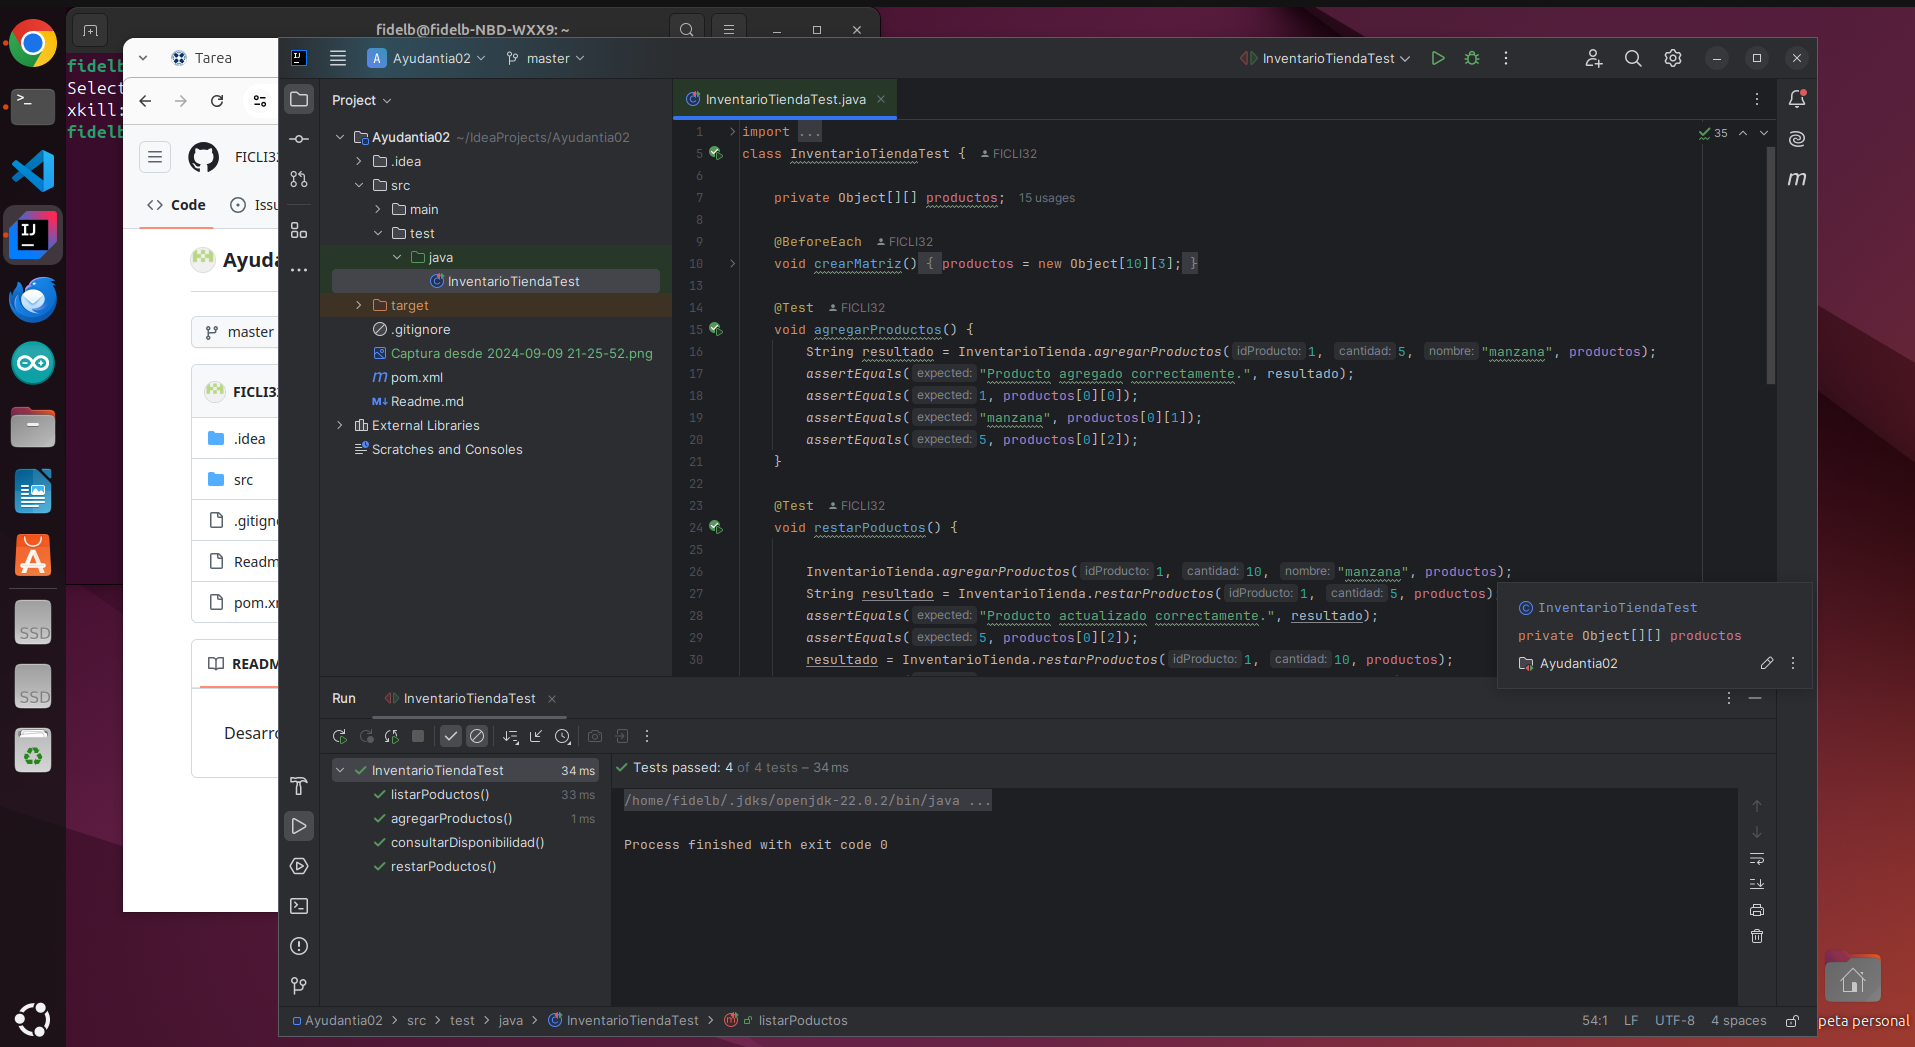 fidelb@fidelb-NBD-WXX9: ~
fidelb
Select
xkill:
fidelb
Tarea
FICLI32
Code
Issu
Ayuda
master
FICLI32
.idea
src
.gitigno
Readm
pom.xm
READM
Desarro
SSD
SSD
A Ayudantia02
master
InventarioTiendaTest
Project
Ayudantia02 ~/IdeaProjects/Ayudantia02
.idea
src
main
test
java
InventarioTiendaTest
target
.gitignore
Captura desde 2024-09-09 21-25-52.png
pom.xml
Readme.md
External Libraries
Scratches and Consoles
InventarioTiendaTest.java
35
1 import ...
5 class InventarioTiendaTest { FICLI32
6
7 private Object[][] productos; 15 usages
8
9 @BeforeEach FICLI32
10 void crearMatriz() { productos = new Object[10][3]; }
13
14 @Test FICLI32
15 void agregarProductos() {
16 String resultado = InventarioTienda.agregarProductos( idProducto: 1, cantidad: 5, nombre: "manzana", productos);
17 assertEquals( expected: "Producto agregado correctamente.", resultado);
18 assertEquals( expected: 1, productos[0][0]);
19 assertEquals( expected: "manzana", productos[0][1]);
20 assertEquals( expected: 5, productos[0][2]);
21 }
22
23 @Test FICLI32
24 void restarPoductos() {
25
26 InventarioTienda.agregarProductos( idProducto: 1, cantidad: 10, nombre: "manzana", productos);
27 String resultado = InventarioTienda.restarProductos( idProducto: 1, cantidad: 5, productos)
28 assertEquals( expected: "Producto actualizado correctamente.", resultado);
29 assertEquals( expected: 5, productos[0][2]);
30 resultado = InventarioTienda.restarProductos( idProducto: 1, cantidad: 10, productos);
InventarioTiendaTest
private Object[][] productos
Ayudantia02
Run InventarioTiendaTest
InventarioTiendaTest 34 ms
listarPoductos() 33 ms
agregarProductos() 1 ms
consultarDisponibilidad()
restarPoductos()
Tests passed: 4 of 4 tests – 34 ms
/home/fidelb/.jdks/openjdk-22.0.2/bin/java ...
Process finished with exit code 0
Ayudantia02 > src > test > java > InventarioTiendaTest > listarPoductos
54:1 LF UTF-8 4 spaces
peta personal